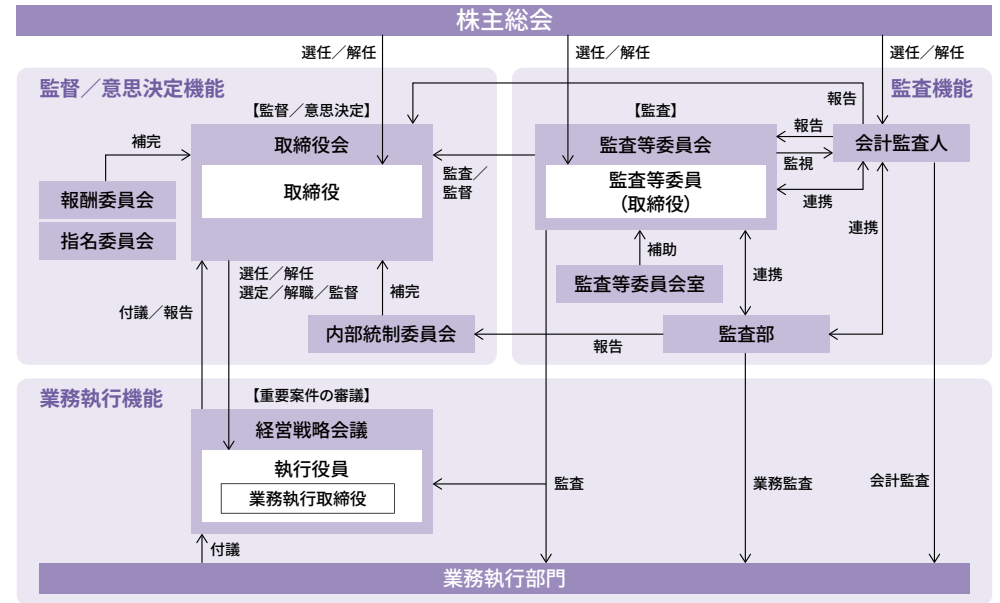 株主総会
選任／解任
選任／解任
選任／解任
監督／意思決定機能
監査機能
【監督／意思決定】
【監査】
報告
補完
取締役会
取締役
監査／
監督
監査等委員会
監査等委員
（取締役）
報告
監視
連携
会計監査人
報酬委員会
指名委員会
連携
補助
監査等委員会室
連携
選任／解任
選定／解職／監督
補完
付議／報告
内部統制委員会
報告
監査部
業務執行機能
【重要案件の審議】
経営戦略会議
執行役員
業務執行取締役
監査
業務監査
会計監査
付議
業務執行部門